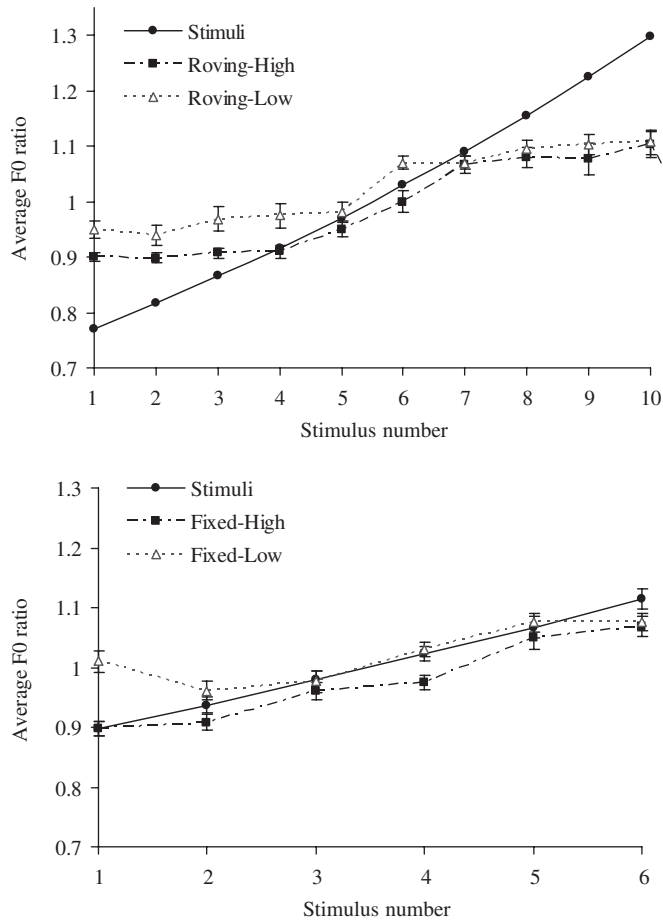 1.3
1.2
1.1
1
0.9
0.8
0.7
Average F0 ratio
Stimuli
Roving-High
Roving-Low
1 2 3 4 5 6 7 8 9 10
Stimulus number
1.3
1.2
1.1
1
0.9
0.8
0.7
Average F0 ratio
Stimuli
Fixed-High
Fixed-Low
1 2 3 4 5 6
Stimulus number